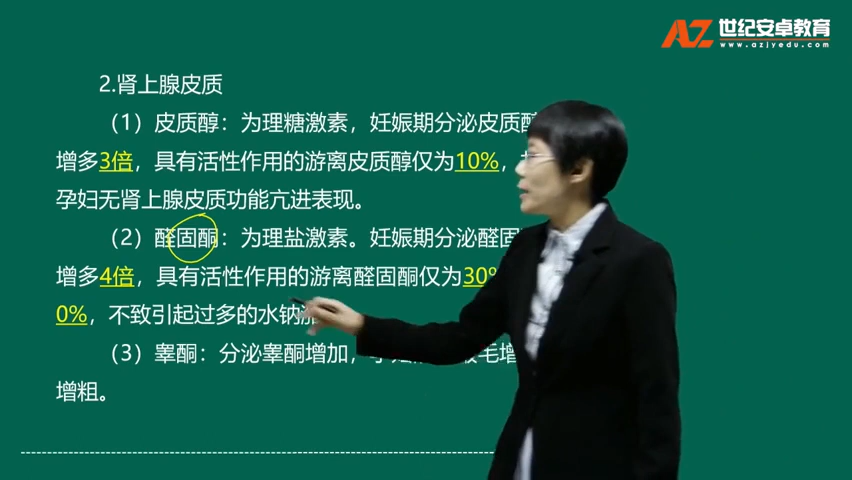 AZ 世纪安卓教育
www.azjyedu.com
2.肾上腺皮质
（1）皮质醇：为理糖激素，妊娠期分泌皮质醇
增多3倍，具有活性作用的游离皮质醇仅为10%，
孕妇无肾上腺皮质功能亢进表现。
（2）醛固酮：为理盐激素。妊娠期分泌醛固
增多4倍，具有活性作用的游离醛固酮仅为30%
0%，不致引起过多的水钠
（3）睾酮：分泌睾酮增加，
毛增
增粗。